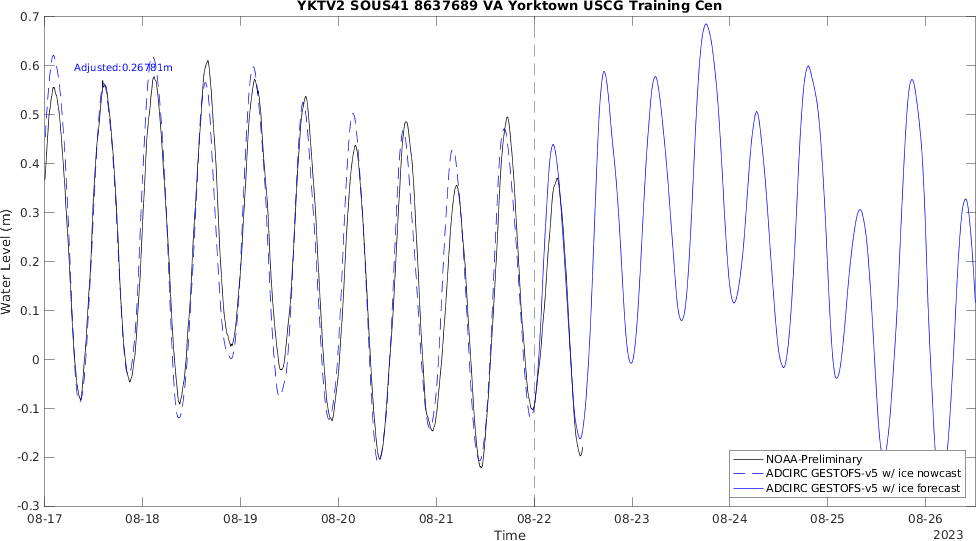 YKTV2 SOUS41 8637689 VA Yorktown USCG Training Cen
Adjusted:0.26781m
Water Level (m)
0.7
0.6
0.5
0.4
0.3
0.2
0.1
0
-0.1
-0.2
-0.3
NOAA-Preliminary
ADCIRC GESTOFS-v5 w/ ice nowcast
ADCIRC GESTOFS-v5 w/ ice forecast
08-17 08-18 08-19 08-20 08-21 08-22 08-23 08-24 08-25 08-26
Time
2023